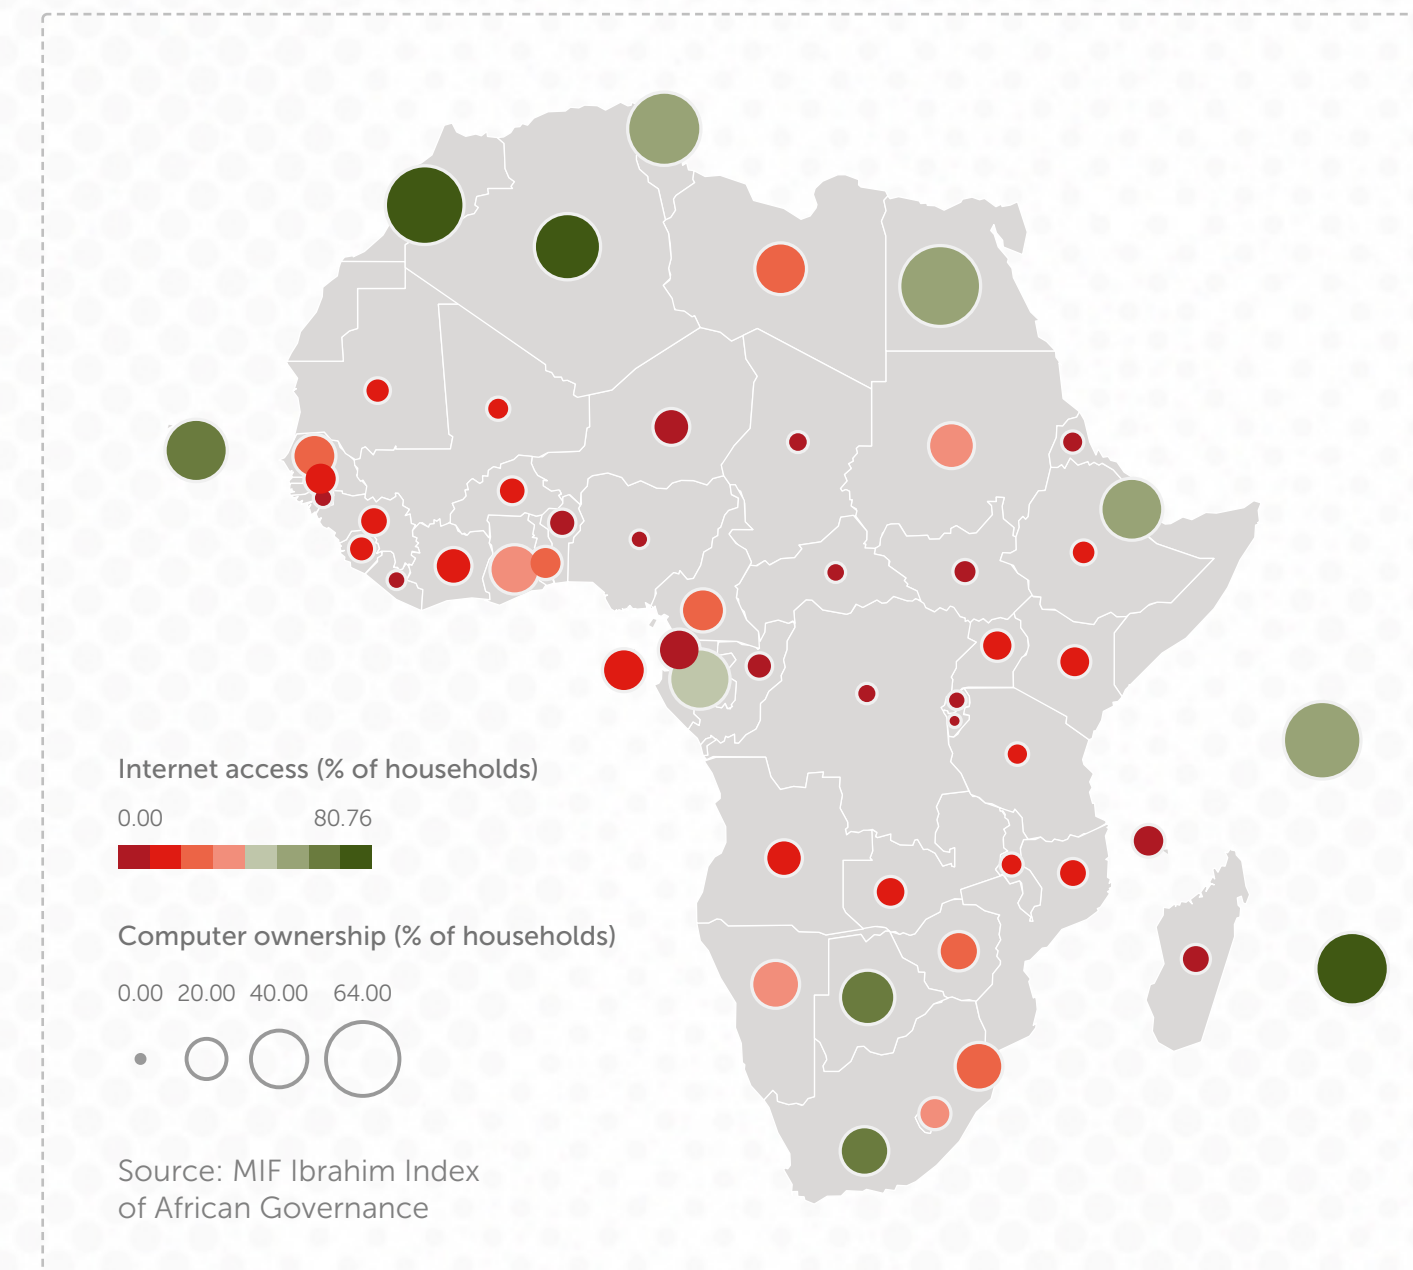 Internet access (% of households)
0.00 80.76
Computer ownership (% of households)
0.00 20.00 40.00 64.00
Source: MIF Ibrahim Index
of African Governance